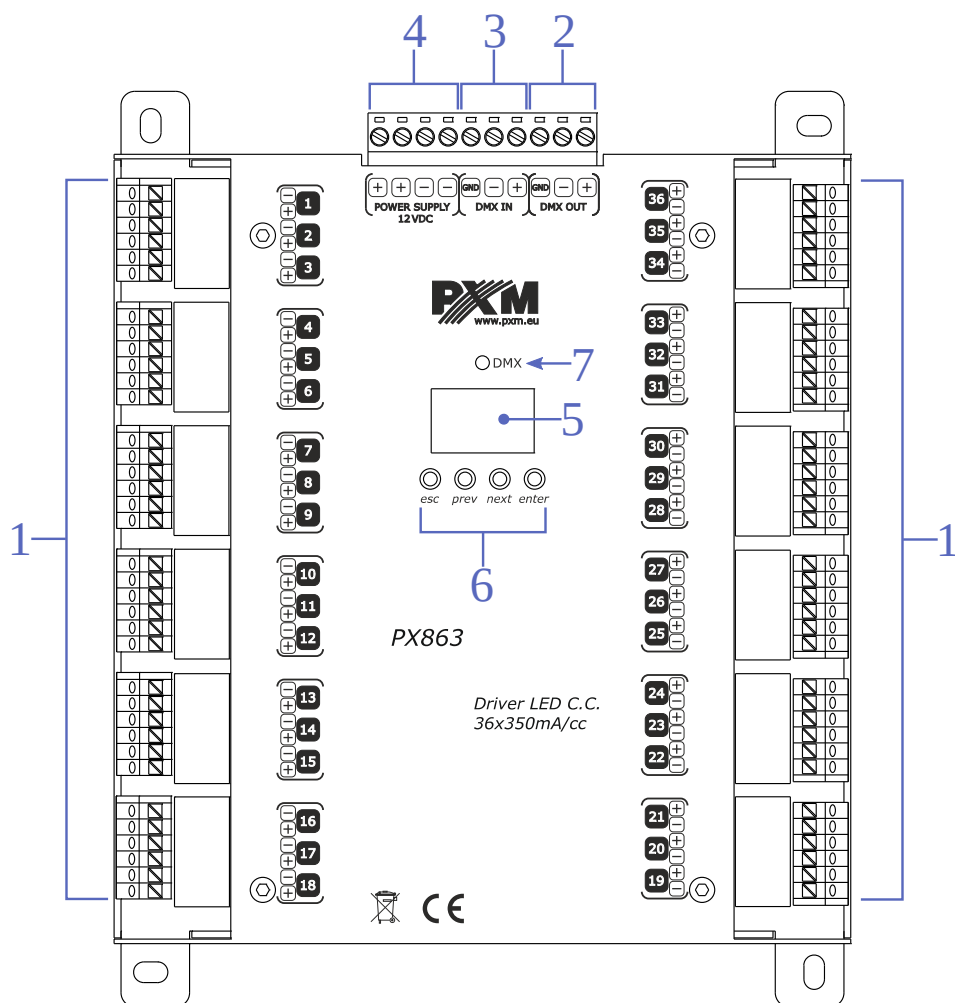 4 3 2
+ + − − GND − + GND − +
POWER SUPPLY DMX IN DMX OUT
12VDC
− 1 +
− 2 +
− 3 +
− 4 +
− 5 +
− 6 +
− 7 +
− 8 +
− 9 +
− 10 +
− 11 +
− 12 +
− 13 +
− 14 +
− 15 +
− 16 +
− 17 +
− 18 +
1
PXM
www.pxm.eu
DMX 7
5
esc prev next enter
6
PX863
Driver LED C.C.
36x350mA/cc
CE
36 + −
35 + −
34 + −
33 + −
32 + −
31 + −
30 + −
29 + −
28 + −
27 + −
26 + −
25 + −
24 + −
23 + −
22 + −
21 + −
20 + −
19 + −
1